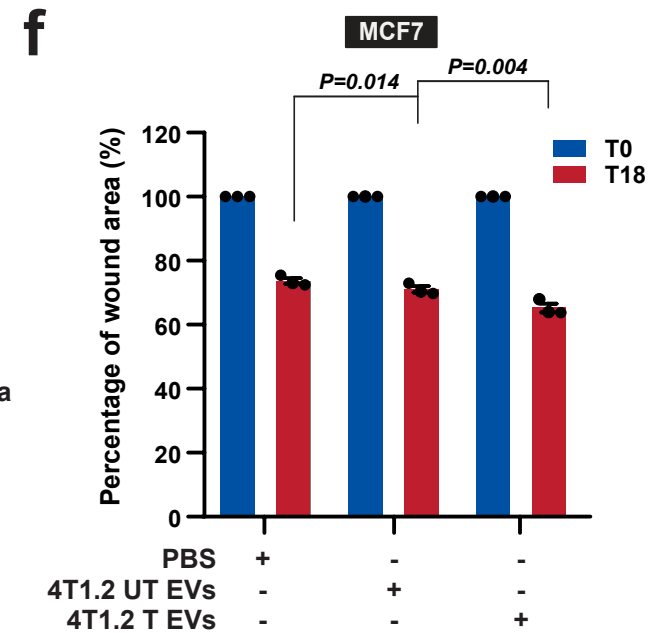 f
MCF7
P=0.014
P=0.004
Percentage of wound area (%)
120
100
80
60
40
20
0
T0
T18
a
PBS + - -
4T1.2 UT EVs - + -
4T1.2 T EVs - - +